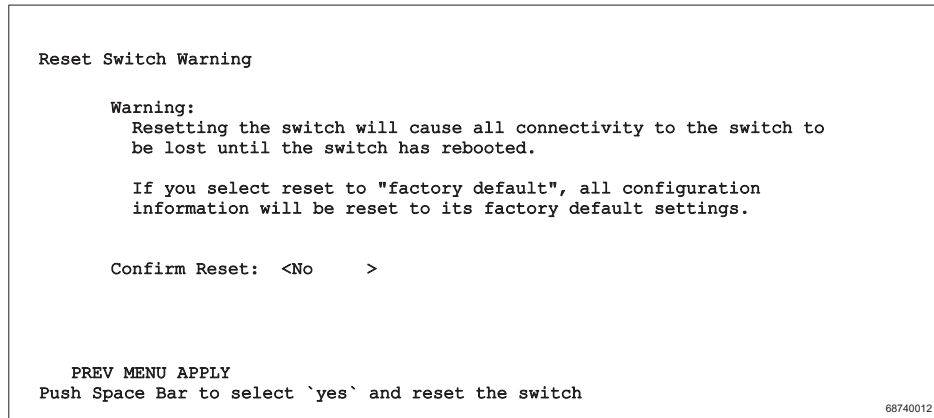 Reset Switch Warning
Warning:
Resetting the switch will cause all connectivity to the switch to
be lost until the switch has rebooted.
If you select reset to "factory default", all configuration
information will be reset to its factory default settings.
Confirm Reset: <No >
PREV MENU APPLY
Push Space Bar to select `yes` and reset the switch
68740012